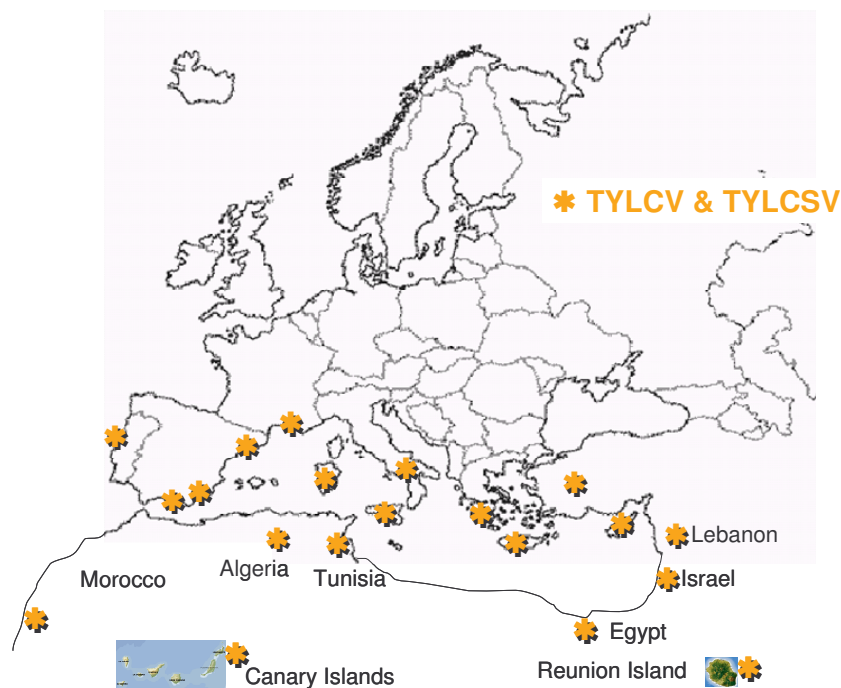 TYLCV & TYLCSV
Lebanon
Algeria
Tunisia
Morocco
Israel
Egypt
Reunion Island
Canary Islands